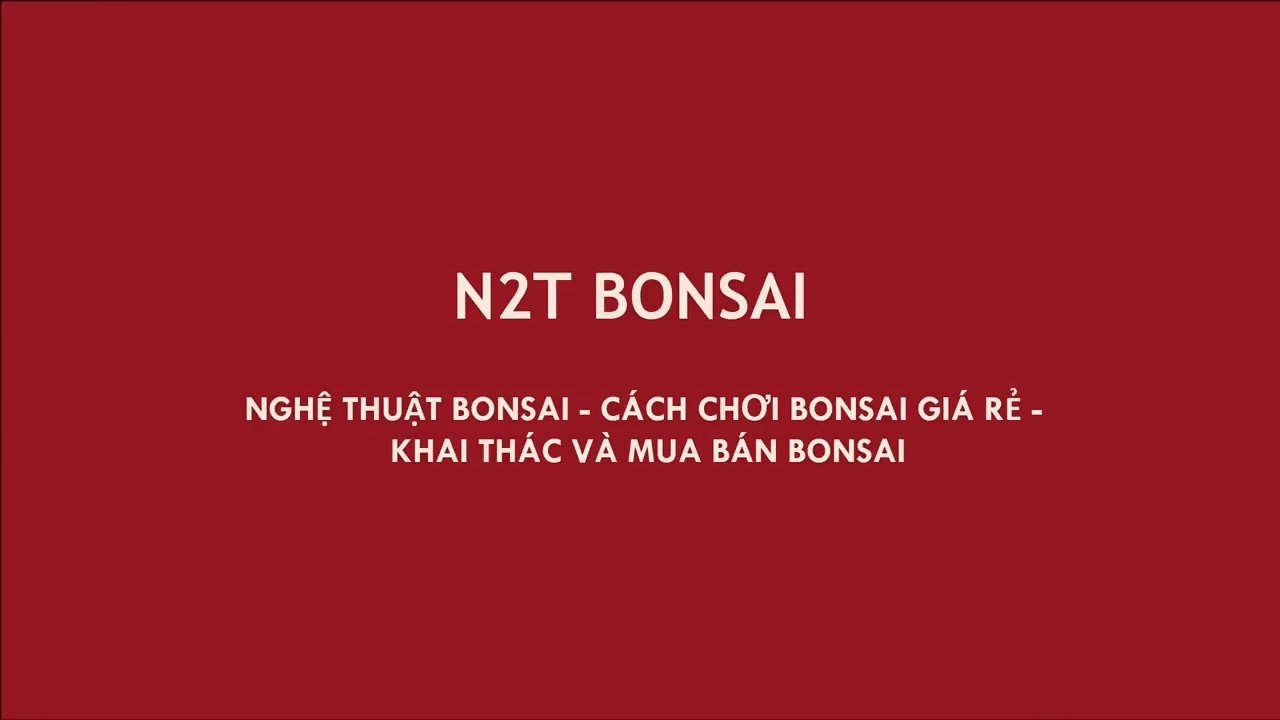 N2T BONSAI
NGHỆ THUẬT BONSAI - CÁCH CHƠI BONSAI GIÁ RẺ -
KHAI THÁC VÀ MUA BÁN BONSAI